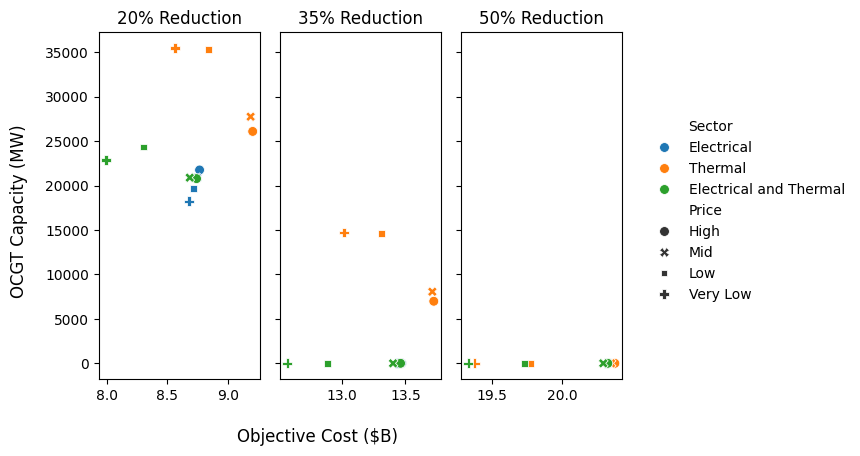 20% Reduction
35% Reduction
50% Reduction
OCGT Capacity (MW)
35000
30000
25000
20000
15000
10000
5000
0
8.0
8.5
9.0
13.0
13.5
19.5
20.0
Objective Cost ($B)
Sector
Electrical
Thermal
Electrical and Thermal
Price
High
Mid
Low
Very Low